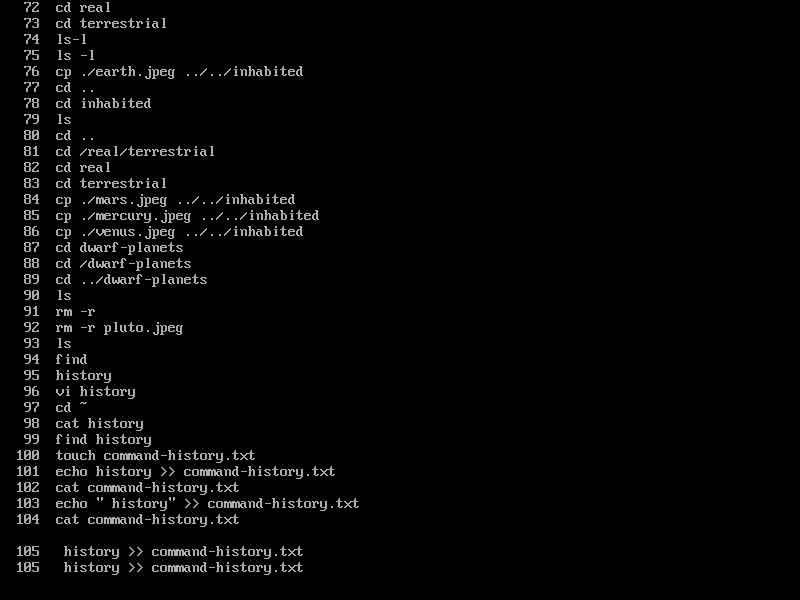 72 cd real
73 cd terrestrial
74 ls-l
75 ls -l
76 cp ./earth.jpeg ../../inhabited
77 cd ..
78 cd inhabited
79 ls
80 cd ..
81 cd /real/terrestrial
82 cd real
83 cd terrestrial
84 cp ./mars.jpeg ../../inhabited
85 cp ./mercury.jpeg ../../inhabited
86 cp ./venus.jpeg ../../inhabited
87 cd dwarf-planets
88 cd /dwarf-planets
89 cd ../dwarf-planets
90 ls
91 rm -r
92 rm -r pluto.jpeg
93 ls
94 find
95 history
96 vi history
97 cd ~
98 cat history
99 find history
100 touch command-history.txt
101 echo history >> command-history.txt
102 cat command-history.txt
103 echo " history" >> command-history.txt
104 cat command-history.txt
105 history >> command-history.txt
105 history >> command-history.txt